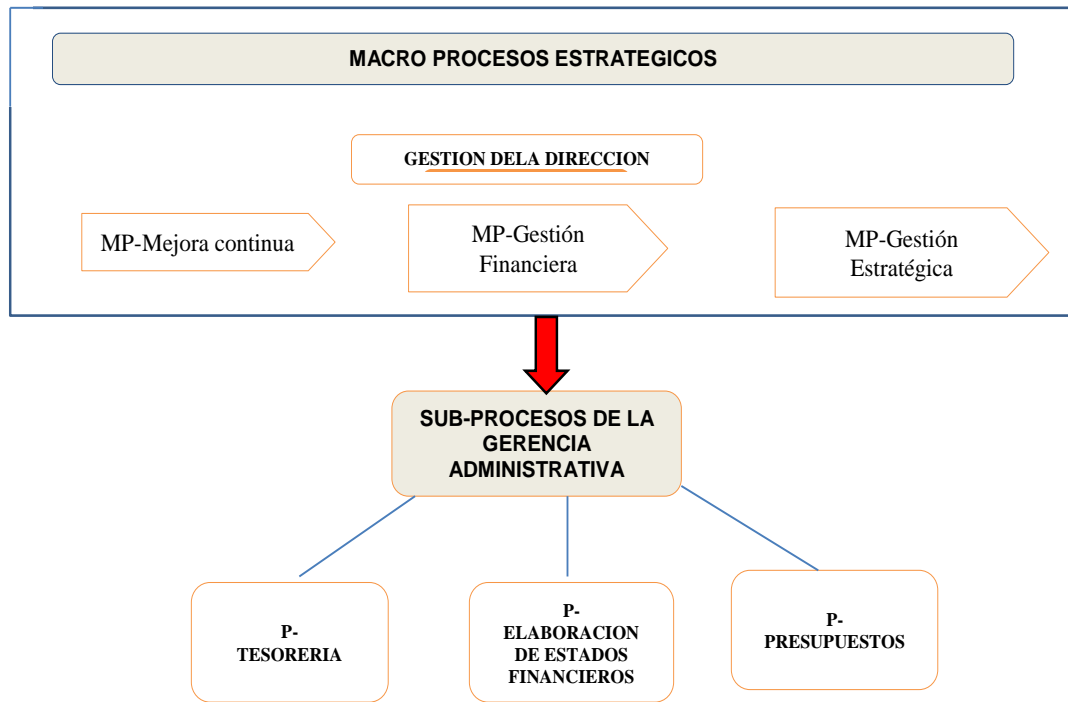 MACRO PROCESOS ESTRATEGICOS
GESTION DELA DIRECCION
MP-Mejora continua
MP-Gestión
Financiera
MP-Gestión
Estratégica
SUB-PROCESOS DE LA
GERENCIA
ADMINISTRATIVA
P-
TESORERIA
P-
ELABORACION
DE ESTADOS
FINANCIEROS
P-
PRESUPUESTOS